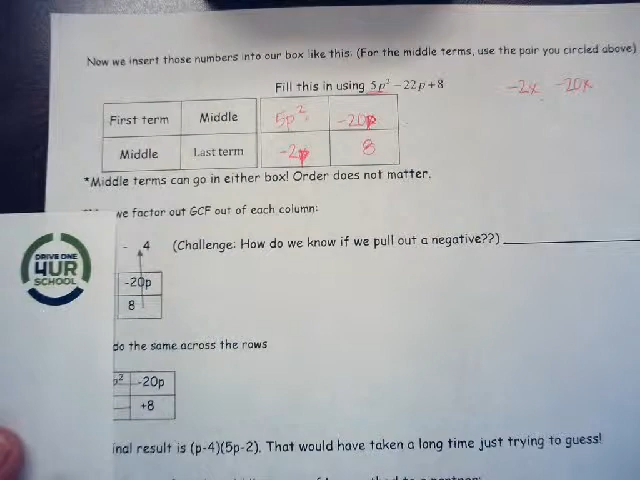 Now we insert those numbers into our box like this. (For the middle terms, use the pair you circled above)
Fill this in using 5p² - 22p + 8
-2x -20x
First term Middle 5p² -20p
Middle Last term -2p 8
*Middle terms can go in either box! Order does not matter.
we factor out GCF out of each column:
- 4 (Challenge: How do we know if we pull out a negative??)
DRIVE ONE
4UR
SCHOOL
-20p
8
do the same across the rows
p² -20p
+8
inal result is (p-4)(5p-2). That would have taken a long time just trying to guess!